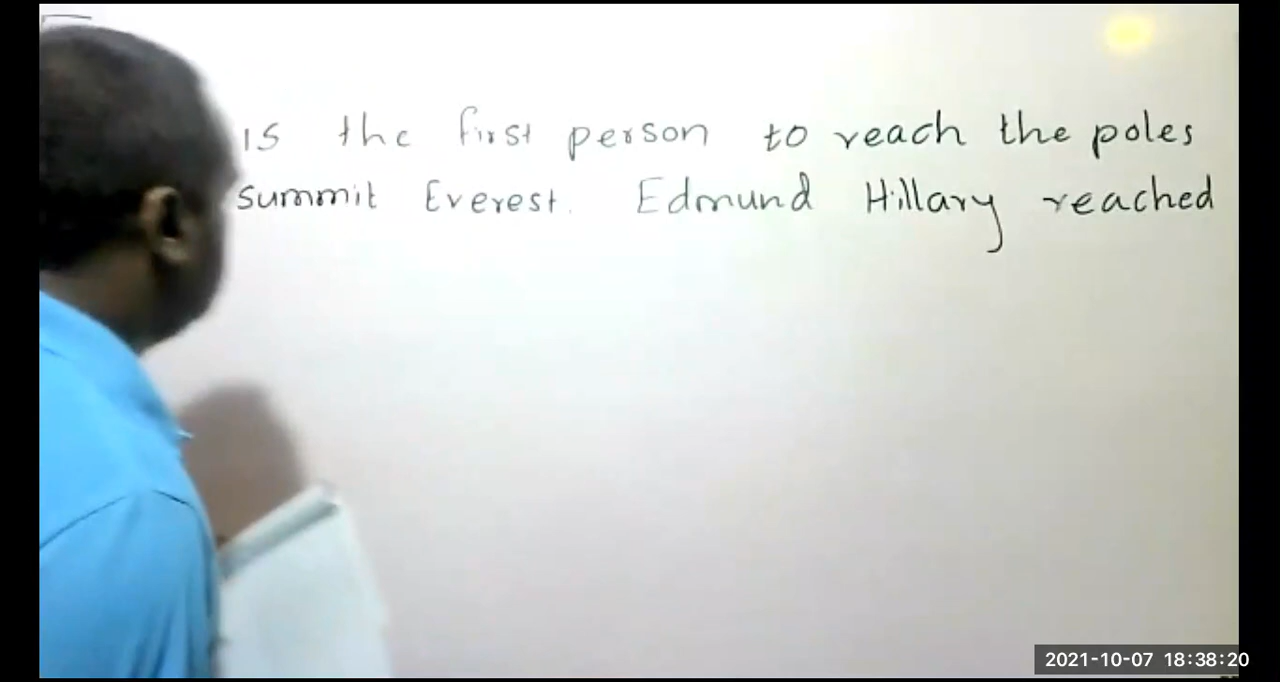 is the first person to reach the poles
summit Everest. Edmund Hillary reached
2021-10-07 18:38:20